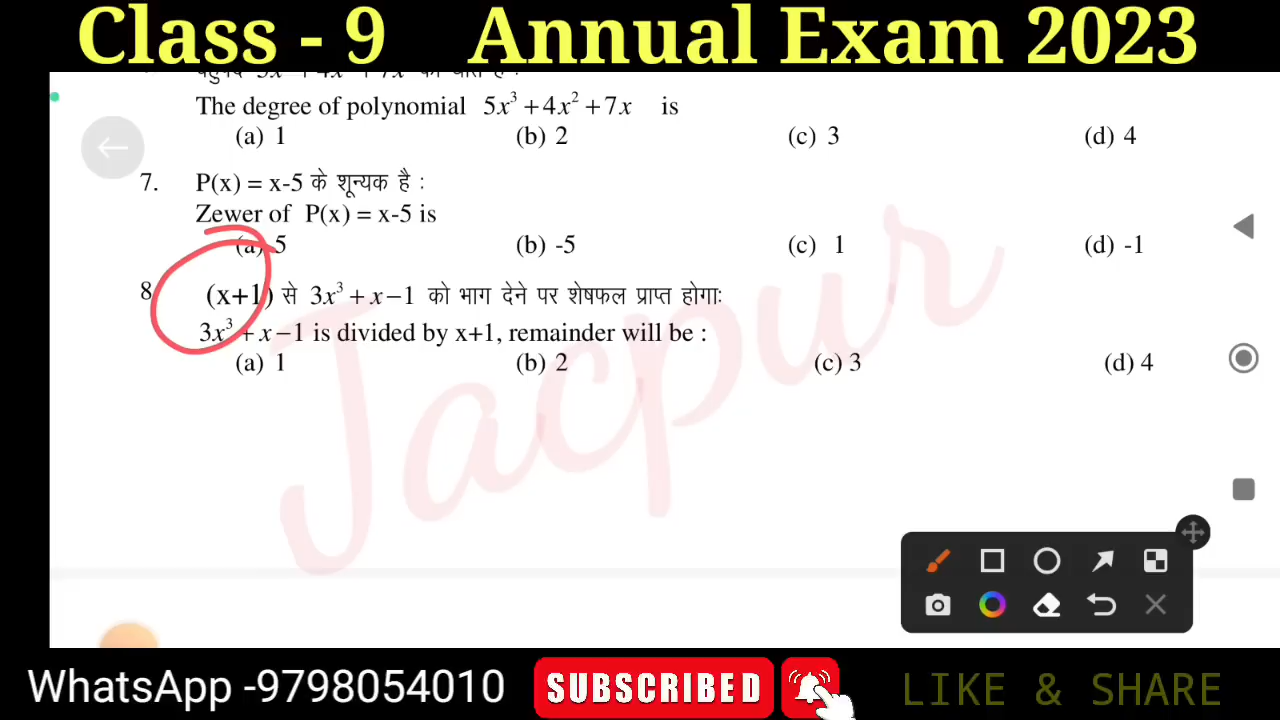 Class - 9 Annual Exam 2023
The degree of polynomial 5x³ + 4x² + 7x is
(a) 1 (b) 2 (c) 3 (d) 4
7. P(x) = x-5 के शून्यक है :
Zewer of P(x) = x-5 is
(a) 5 (b) -5 (c) 1 (d) -1
8 (x+1) से 3x³ + x − 1 को भाग देने पर शेषफल प्राप्त होगाः
3x³ + x − 1 is divided by x+1, remainder will be :
(a) 1 (b) 2 (c) 3 (d) 4
Jacpur
WhatsApp -9798054010 SUBSCRIBED LIKE & SHARE